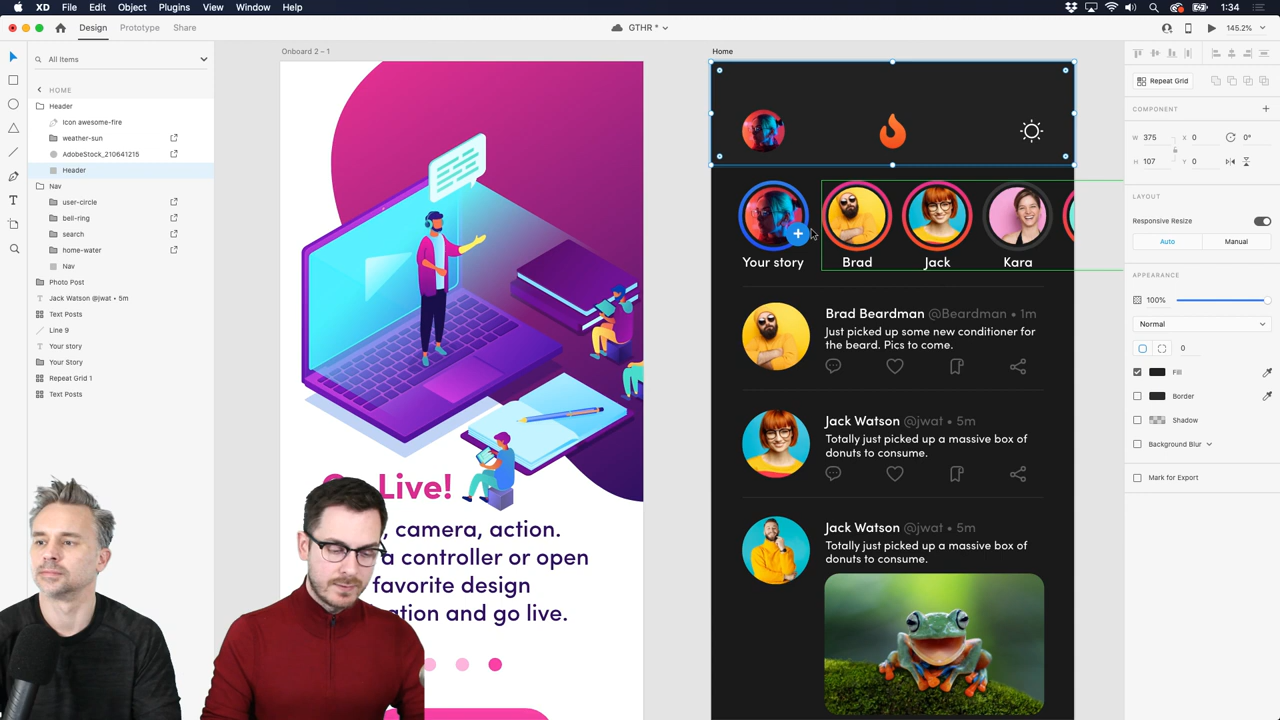 XD File Edit Object Plugins View Window Help
1:34
Design Prototype Share
GTHR *
145.2%
All Items
HOME
Header
Icon awesome-fire
weather-sun
AdobeStock_210641215
Header
Nav
user-circle
bell-ring
search
home-water
Nav
Photo Post
Jack Watson @jwat • 5m
Text Posts
Line 9
Your story
Your Story
Repeat Grid 1
Text Posts
Onboard 2 – 1
Live!
, camera, action.
a controller or open
favorite design
and go live.
Home
Your story
Brad
Jack
Kara
Brad Beardman @Beardman • 1m
Just picked up some new conditioner for
the beard. Pics to come.
Jack Watson @jwat • 5m
Totally just picked up a massive box of
donuts to consume.
Jack Watson @jwat • 5m
Totally just picked up a massive box of
donuts to consume.
Repeat Grid
COMPONENT
W 375 X 0 0°
H 107 Y 0
LAYOUT
Responsive Resize
Auto Manual
APPEARANCE
100%
Normal
0
Fill
Border
Shadow
Background Blur
Mark for Export